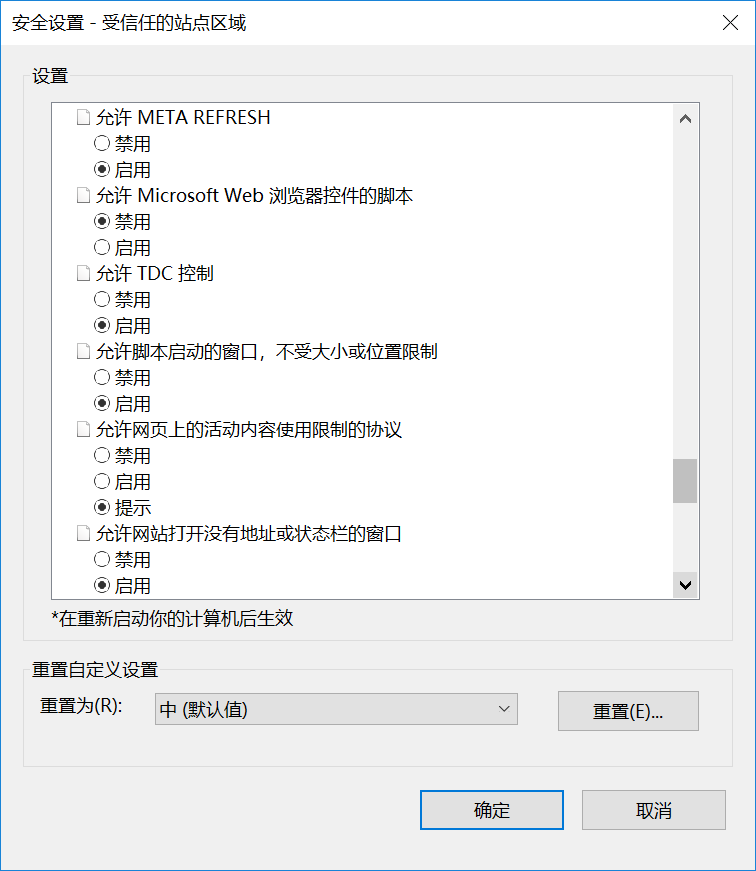 安全设置 - 受信任的站点区域
设置
允许 META REFRESH
禁用
启用
允许 Microsoft Web 浏览器控件的脚本
禁用
启用
允许 TDC 控制
禁用
启用
允许脚本启动的窗口，不受大小或位置限制
禁用
启用
允许网页上的活动内容使用限制的协议
禁用
启用
提示
允许网站打开没有地址或状态栏的窗口
禁用
启用
*在重新启动你的计算机后生效
重置自定义设置
重置为(R): 中 (默认值) 重置(E)...
确定 取消